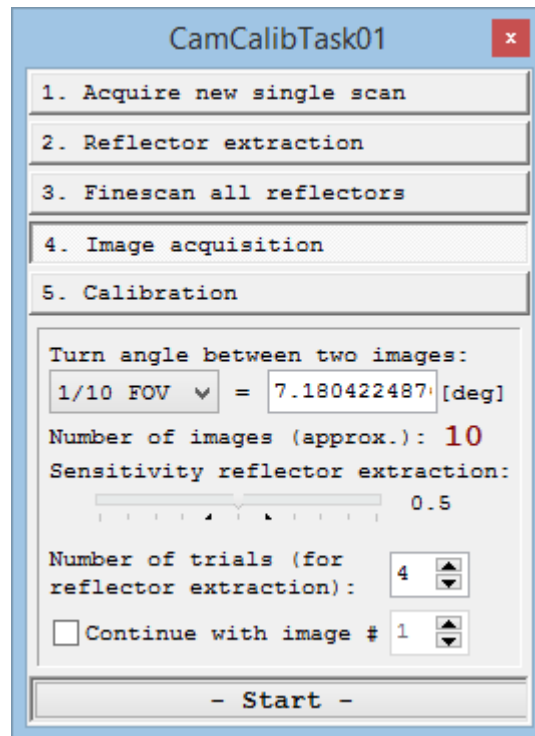 CamCalibTask01
x
1. Acquire new single scan
2. Reflector extraction
3. Finescan all reflectors
4. Image acquisition
5. Calibration
Turn angle between two images:
1/10 FOV = 7.180422487 [deg]
Number of images (approx.): 10
Sensitivity reflector extraction:
0.5
Number of trials (for
reflector extraction): 4
Continue with image # 1
- Start -